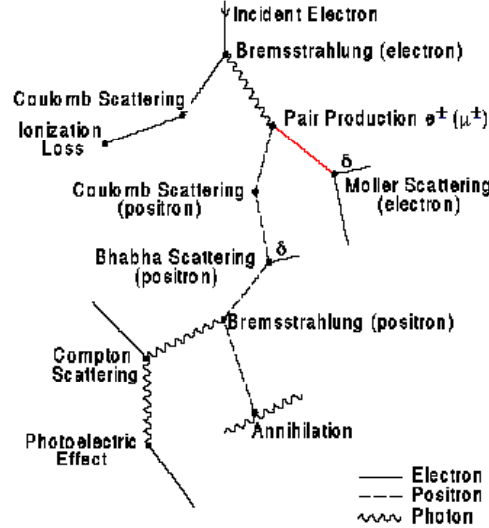 Incident Electron
Bremsstrahlung (electron)
Coulomb Scattering
Ionization
Loss
Pair Production e± (μ±)
δ
Moller Scattering
(electron)
Coulomb Scattering
(positron)
Bhabha Scattering
(positron)
δ
Bremsstrahlung (positron)
Compton
Scattering
Annihilation
Photoelectric
Effect
Electron
Positron
Photon